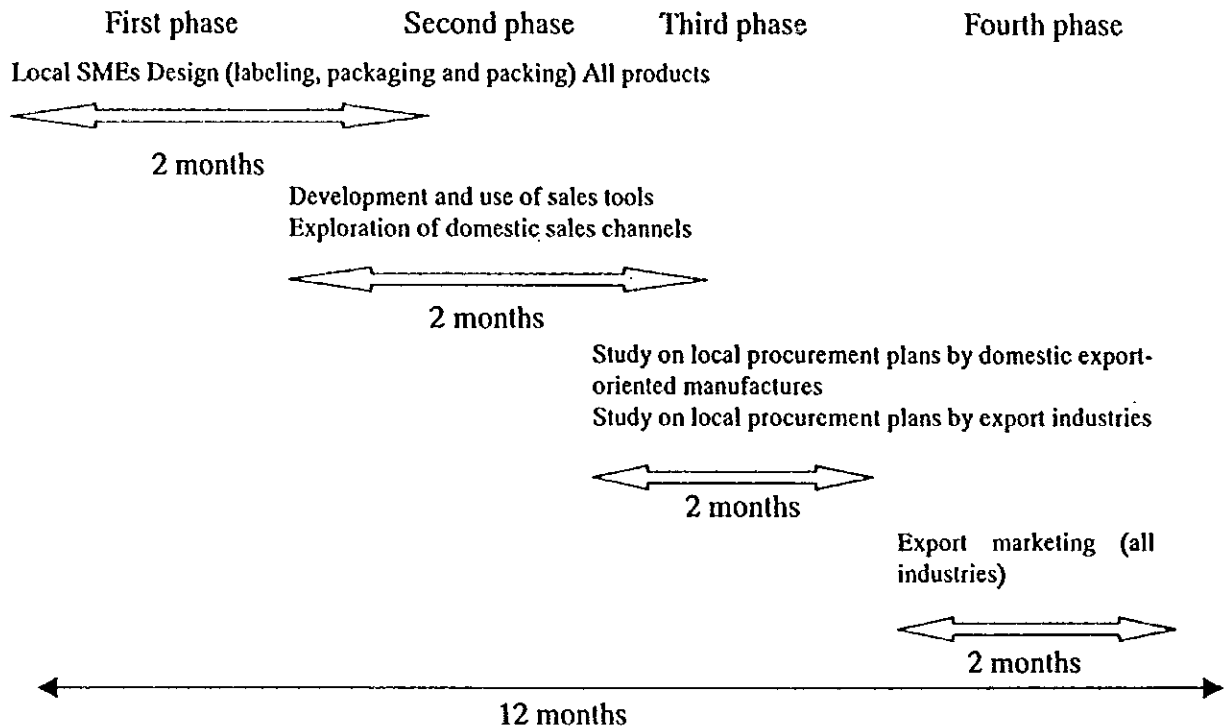 First phase Second phase Third phase Fourth phase
Local SMEs Design (labeling, packaging and packing) All products
2 months
Development and use of sales tools
Exploration of domestic sales channels
2 months
Study on local procurement plans by domestic export-
oriented manufactures
Study on local procurement plans by export industries
2 months
Export marketing (all
industries)
2 months
12 months